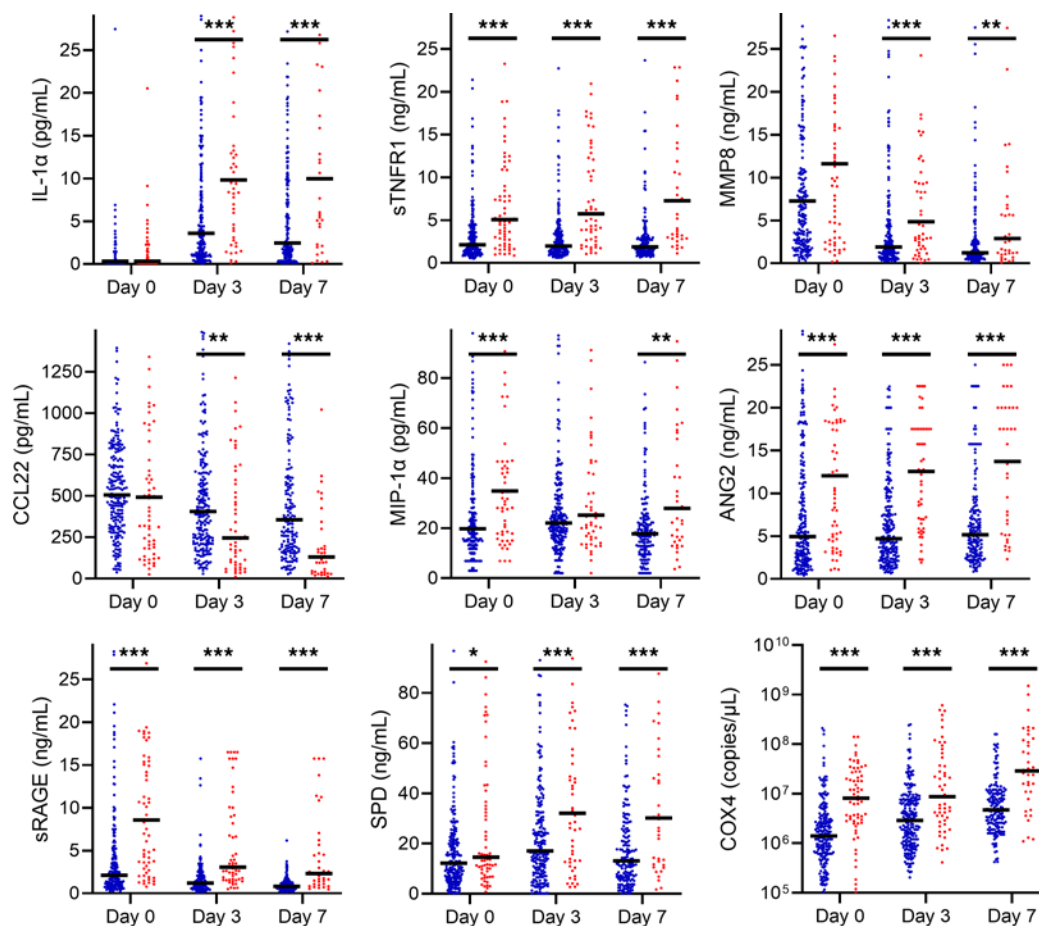 IL-1α (pg/mL)
25
20
15
10
5
0
*** ***
Day 0 Day 3 Day 7
sTNFR1 (ng/mL)
25
20
15
10
5
0
*** *** ***
Day 0 Day 3 Day 7
MMP8 (ng/mL)
25
20
15
10
5
0
*** **
Day 0 Day 3 Day 7
CCL22 (pg/mL)
1250
1000
750
500
250
0
** ***
Day 0 Day 3 Day 7
MIP-1α (pg/mL)
80
60
40
20
0
*** **
Day 0 Day 3 Day 7
ANG2 (ng/mL)
25
20
15
10
5
0
*** *** ***
Day 0 Day 3 Day 7
sRAGE (ng/mL)
25
20
15
10
5
0
*** *** ***
Day 0 Day 3 Day 7
SPD (ng/mL)
80
60
40
20
0
* *** ***
Day 0 Day 3 Day 7
COX4 (copies/µL)
10¹⁰
10⁹
10⁸
10⁷
10⁶
10⁵
*** *** ***
Day 0 Day 3 Day 7